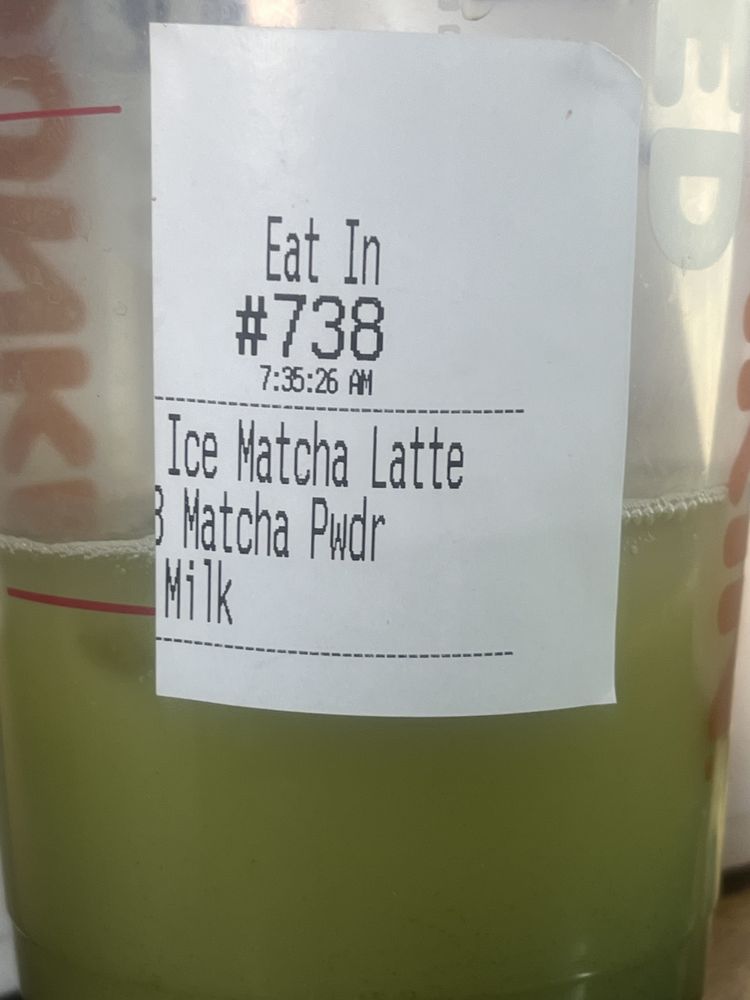 Eat In
#738
7:35:26 AM
Ice Matcha Latte
3 Matcha Pwdr
Milk